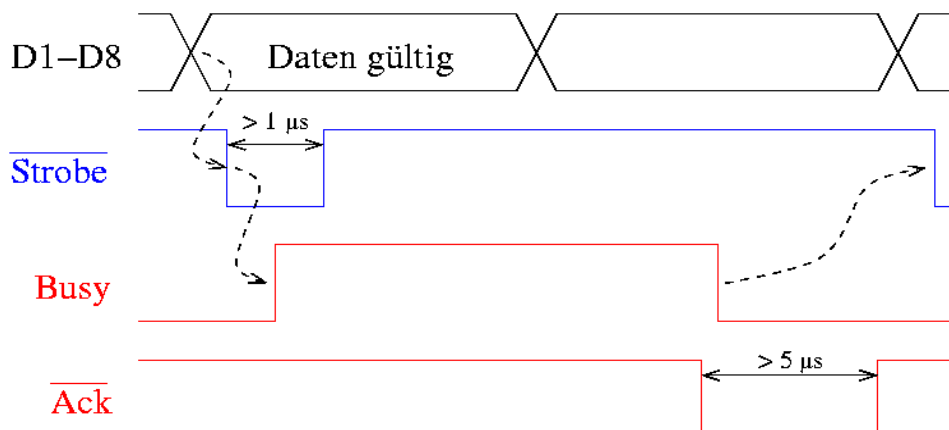 D1–D8
Daten gültig
> 1 µs
Strobe
Busy
> 5 µs
Ack